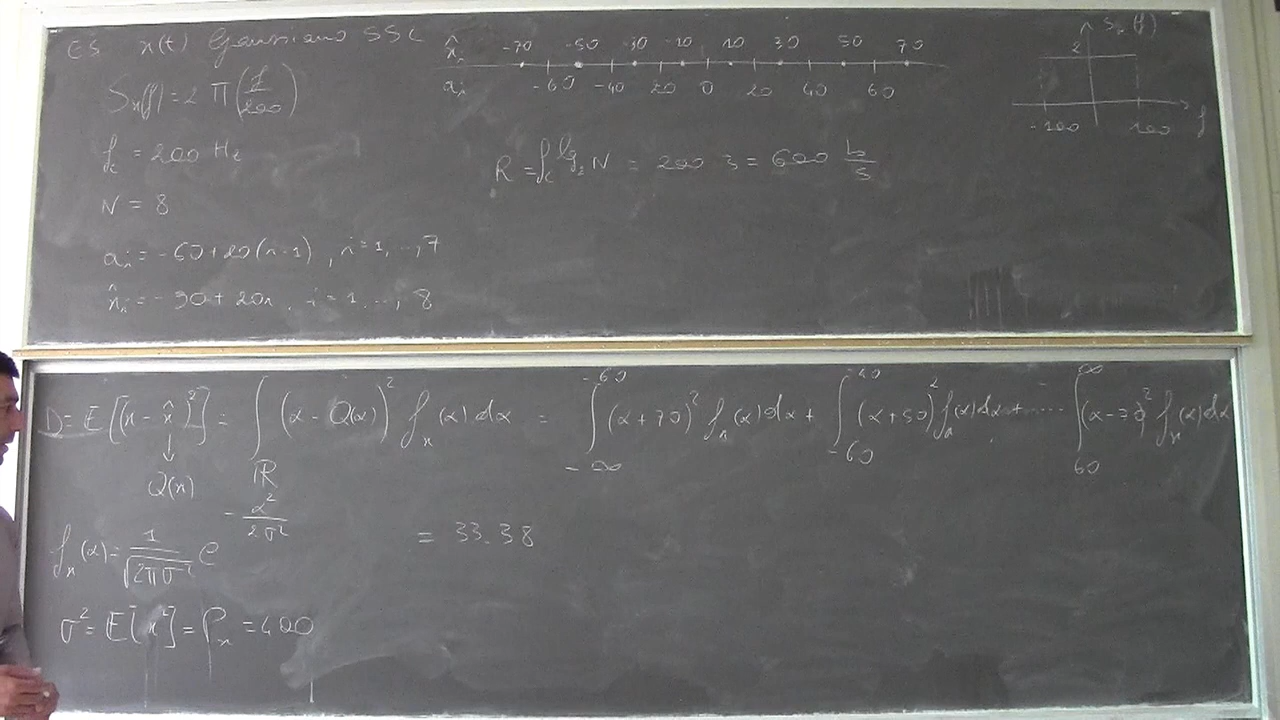 ES x(t) Gaussiano SSL
Sx(f) = 2 Π(f/200)
fc = 200 Hz
N = 8
ai = -60+20(i-1), i=1, ..., 7
x̂i = -90+20i, i=1, ..., 8
x̂i -70 -50 -30 -10 10 30 50 70
ai -60 -40 20 0 20 40 60
R = fc lg2 N = 200 3 = 600 b/s
Sx(f)
2
-100 100 f
D = E[(x - x̂)²] = ∫ (α - Q(α))² fx(α) dα = ∫ (α+70)² fx(α) dα + ∫ (α+50)² fx(α) dα + ... ∫ (α-70)² fx(α) dα
-60 -40 ∞
ℝ -∞ -60 60
↓
Q(x)
fx(α) = 1/√(2πσ²) e^(-α²/2σ²)
= 33.38
σ² = E[x²] = Px = 400